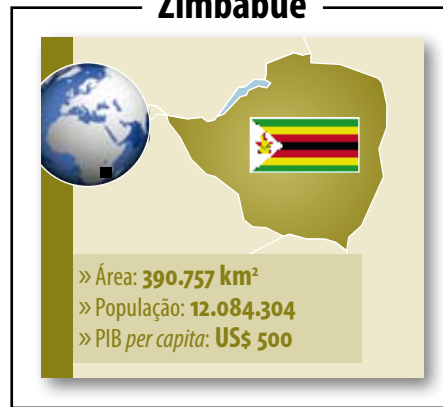 Zimbabue
» Área: 390.757 km²
» População: 12.084.304
» PIB per capita: US$ 500